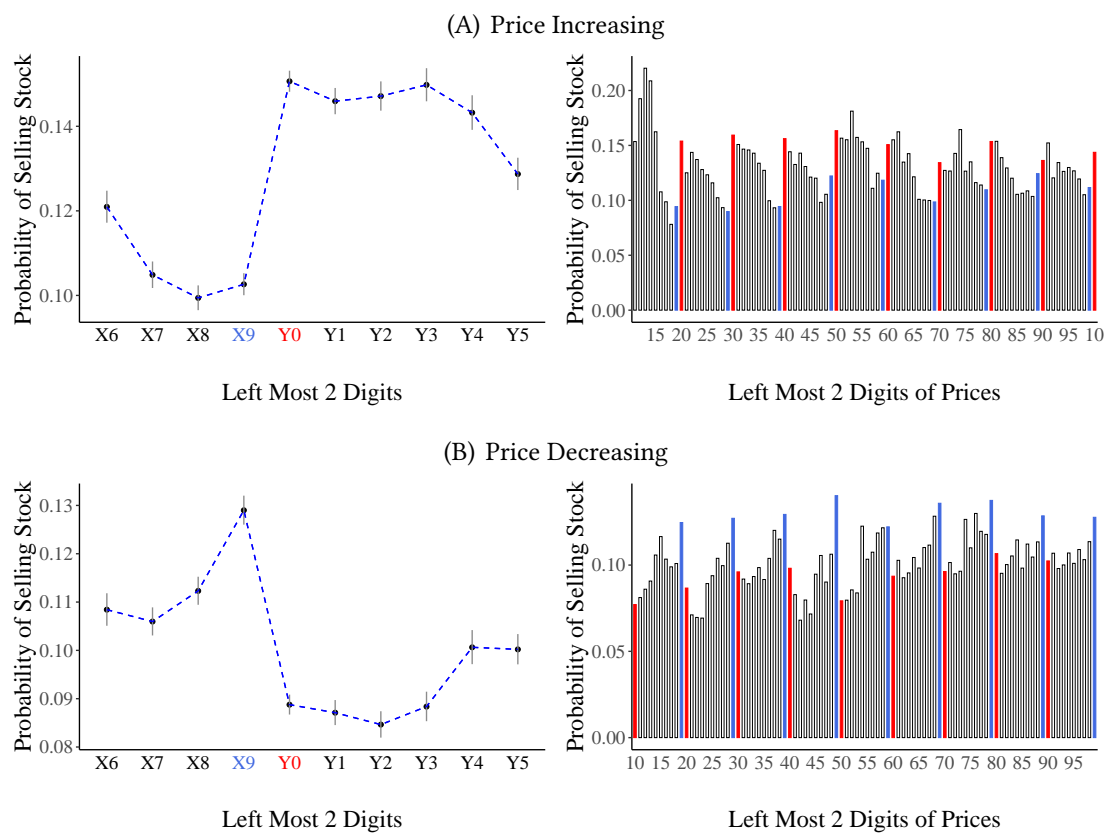 (A) Price Increasing
Probability of Selling Stock
0.14
0.12
0.10
X6 X7 X8 X9 Y0 Y1 Y2 Y3 Y4 Y5
Left Most 2 Digits
Probability of Selling Stock
0.20
0.15
0.10
0.05
0.00
15 20 25 30 35 40 45 50 55 60 65 70 75 80 85 90 95 10
Left Most 2 Digits of Prices
(B) Price Decreasing
Probability of Selling Stock
0.13
0.12
0.11
0.10
0.09
0.08
X6 X7 X8 X9 Y0 Y1 Y2 Y3 Y4 Y5
Left Most 2 Digits
Probability of Selling Stock
0.10
0.05
0.00
10 15 20 25 30 35 40 45 50 55 60 65 70 75 80 85 90 95
Left Most 2 Digits of Prices